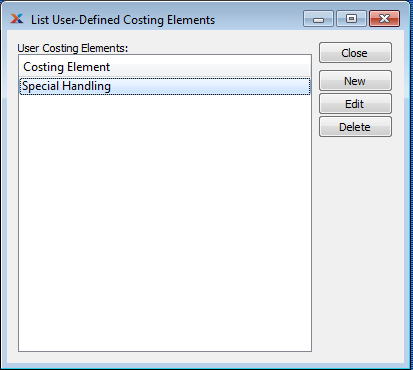 List User-Defined Costing Elements
User Costing Elements:
Costing Element
Special Handling
Close
New
Edit
Delete